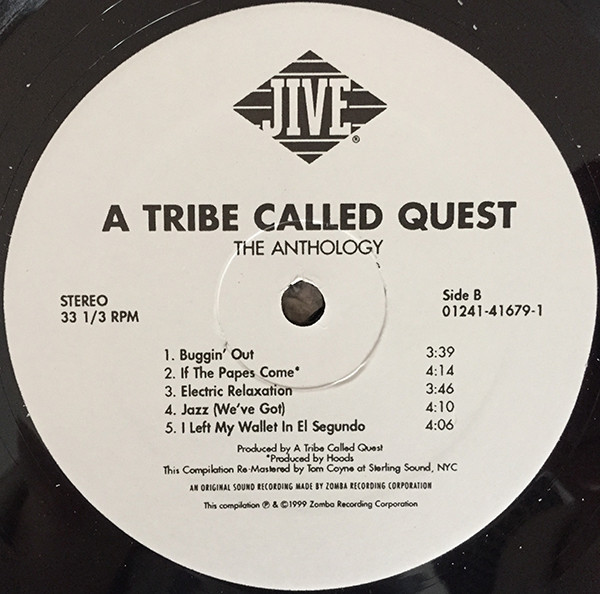 JIVE®
A TRIBE CALLED QUEST
THE ANTHOLOGY
STEREO
33 1/3 RPM
Side B
01241-41679-1
1. Buggin' Out 3:39
2. If The Papes Come* 4:14
3. Electric Relaxation 3:46
4. Jazz (We've Got) 4:10
5. I Left My Wallet In El Segundo 4:06
Produced by A Tribe Called Quest
*Produced by Hoods
This Compilation Re-Mastered by Tom Coyne at Sterling Sound, NYC
AN ORIGINAL SOUND RECORDING MADE BY ZOMBA RECORDING CORPORATION
This compilation ℗ & ©1999 Zomba Recording Corporation